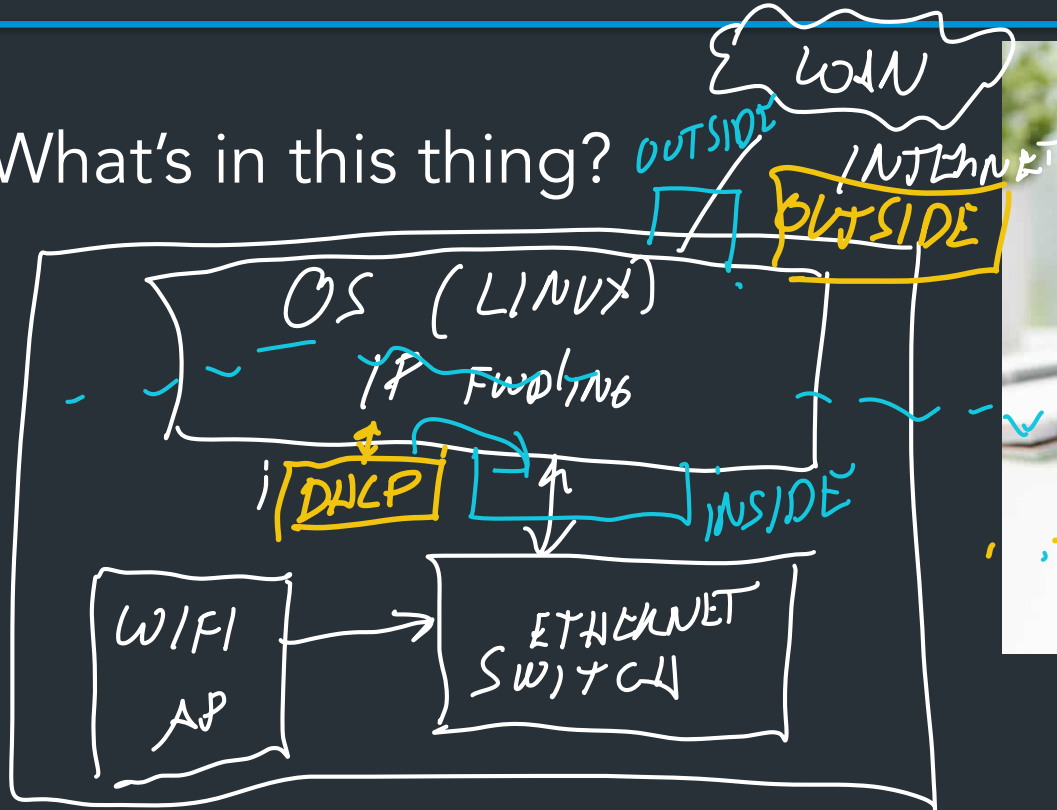 What's in this thing?
WAN
INTERNET
OUTSIDE
OUTSIDE
OS (LINUX)
IP FWDING
DHCP
INSIDE
WIFI
AP
ETHERNET
SWITCH